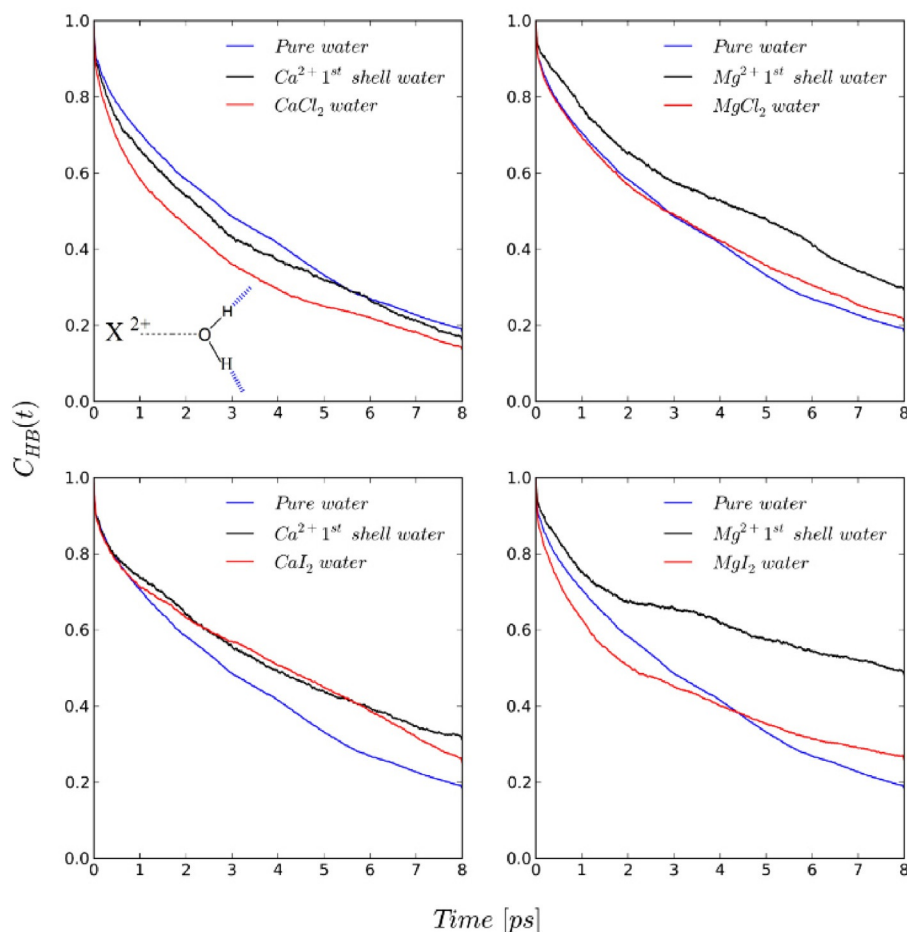 1.0
0.8
0.6
0.4
0.2
0.0
0 1 2 3 4 5 6 7 8
Pure water
Ca²⁺ 1ˢᵗ shell water
CaCl₂ water
X²⁺
O
H
H
1.0
0.8
0.6
0.4
0.2
0.0
0 1 2 3 4 5 6 7 8
Pure water
Mg²⁺ 1ˢᵗ shell water
MgCl₂ water
C_HB(t)
1.0
0.8
0.6
0.4
0.2
0.0
0 1 2 3 4 5 6 7 8
Pure water
Ca²⁺ 1ˢᵗ shell water
CaI₂ water
1.0
0.8
0.6
0.4
0.2
0.0
0 1 2 3 4 5 6 7 8
Pure water
Mg²⁺ 1ˢᵗ shell water
MgI₂ water
Time [ps]